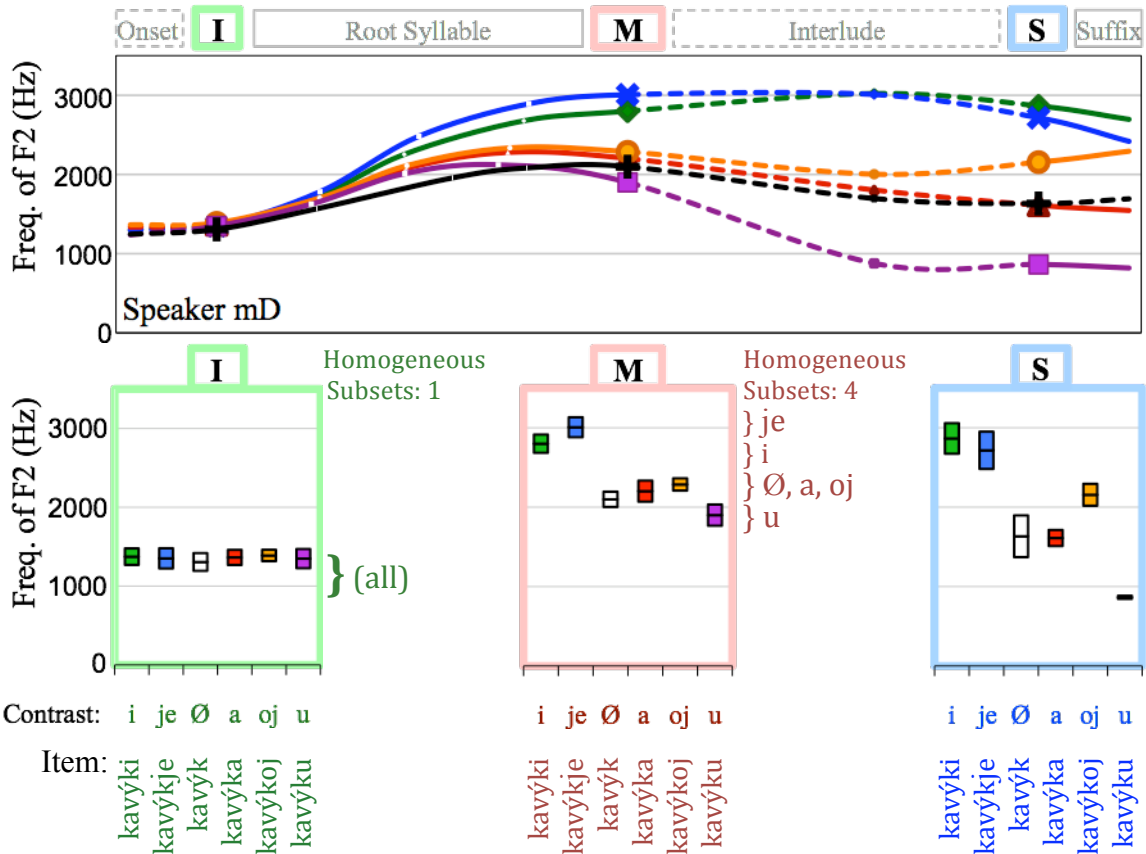 Onset I Root Syllable M Interlude S Suffix
Freq. of F2 (Hz)
3000
2000
1000
0
Speaker mD
I
Homogeneous
Subsets: 1
M
Homogeneous
Subsets: 4
S
Freq. of F2 (Hz)
3000
2000
1000
0
} (all)
} je
} i
} Ø, a, oj
} u
Contrast: i je Ø a oj u i je Ø a oj u i je Ø a oj u
Item: kavýki kavýkje kavýk kavýka kavýkoj kavýku kavýki kavýkje kavýk kavýka kavýkoj kavýku kavýki kavýkje kavýk kavýka kavýkoj kavýku